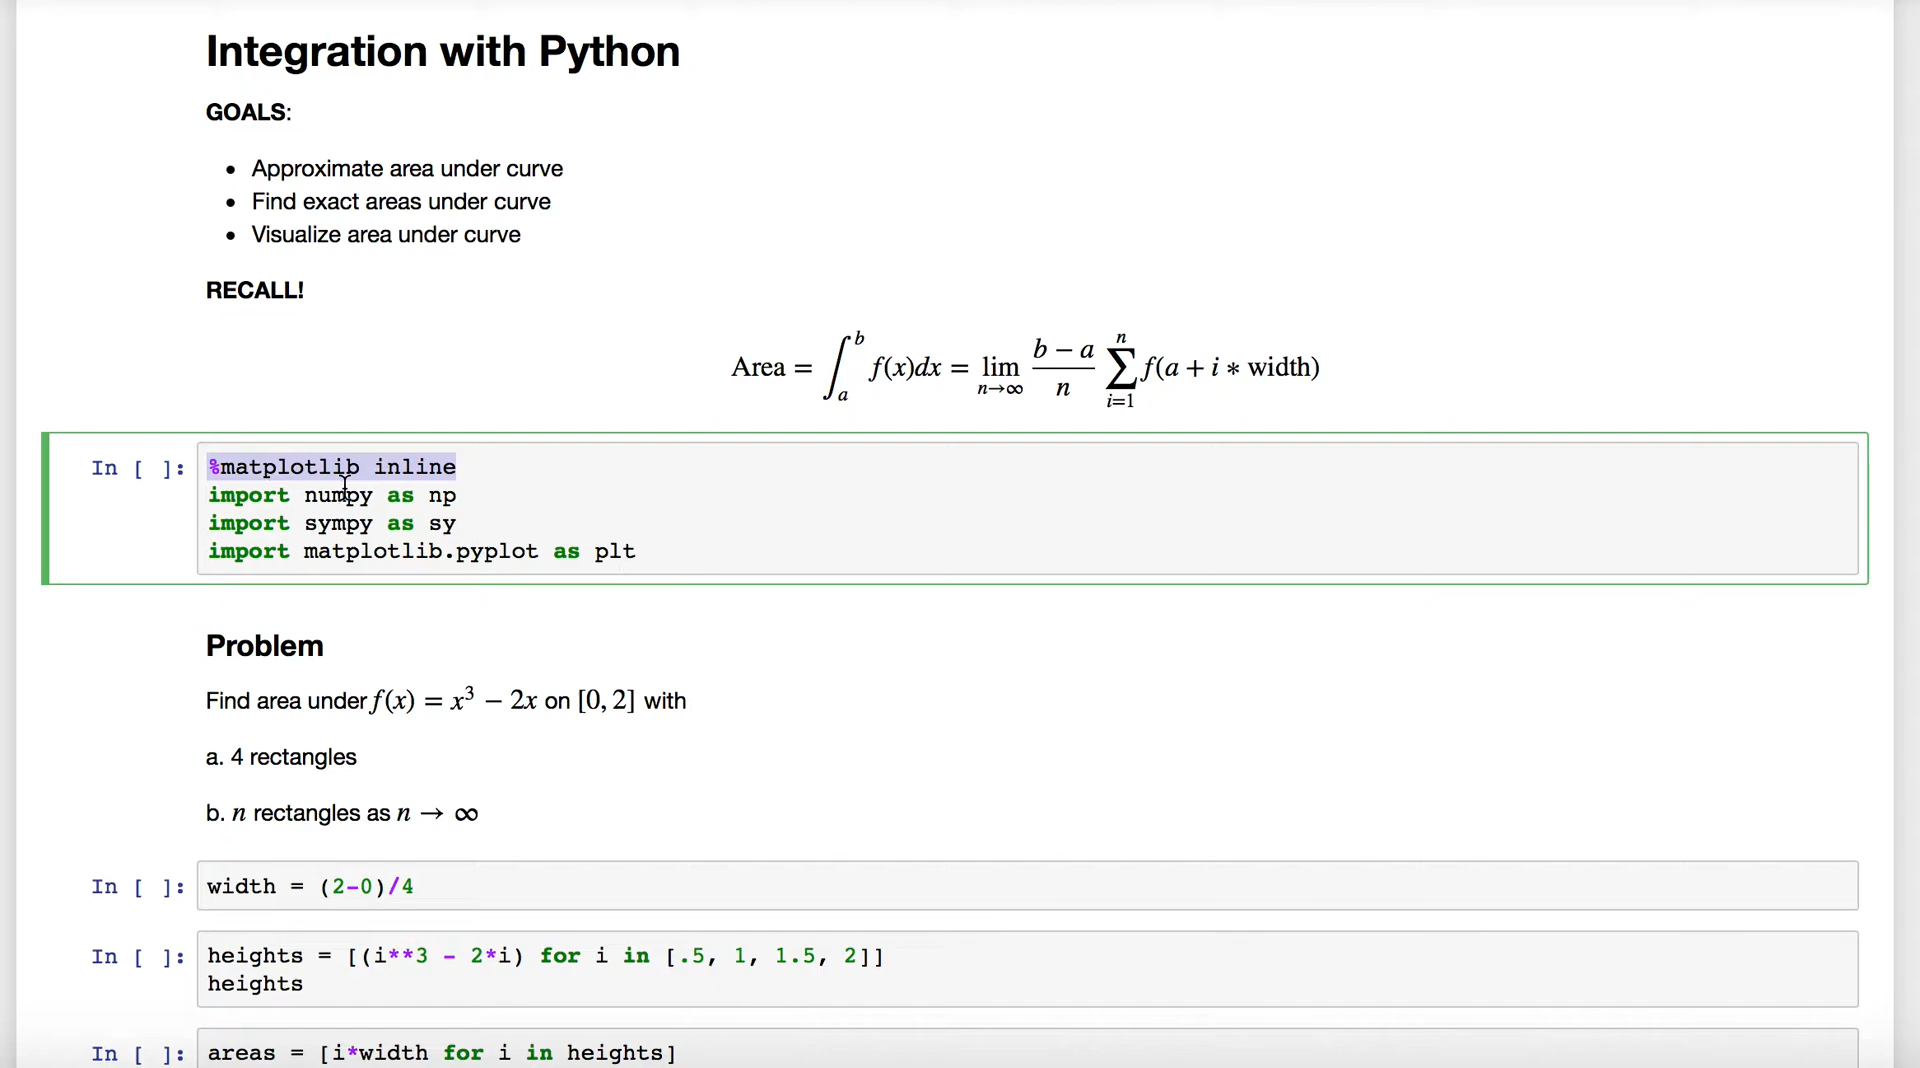 Integration with Python
GOALS:
• Approximate area under curve
• Find exact areas under curve
• Visualize area under curve
RECALL!
Area = ∫_a^b f(x)dx = lim_{n→∞} (b − a)/n ∑_{i=1}^n f(a + i ∗ width)
In [ ]: %matplotlib inline
import numpy as np
import sympy as sy
import matplotlib.pyplot as plt
Problem
Find area under f(x) = x³ − 2x on [0, 2] with
a. 4 rectangles
b. n rectangles as n → ∞
In [ ]: width = (2-0)/4
In [ ]: heights = [(i**3 - 2*i) for i in [.5, 1, 1.5, 2]]
heights
In [ ]: areas = [i*width for i in heights]